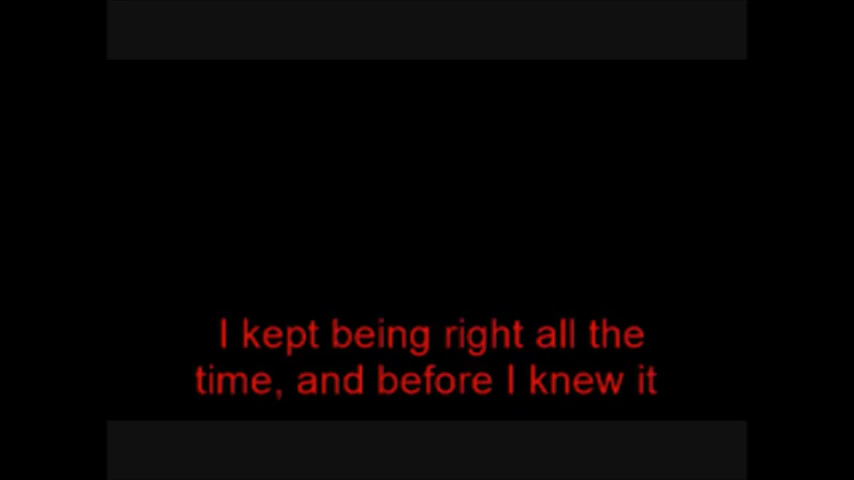 I kept being right all the
time, and before I knew it